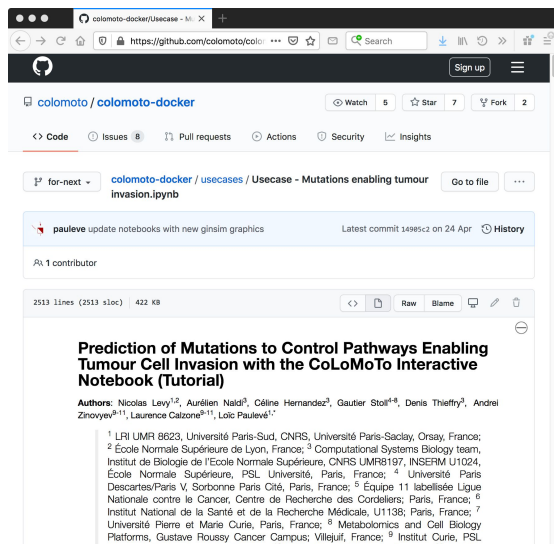 colomoto-docker/Usecase - Mu
https://github.com/colomoto/colo
Search
Sign up
colomoto / colomoto-docker
Watch 5
Star 7
Fork 2
<> Code
Issues 8
Pull requests
Actions
Security
Insights
for-next
colomoto-docker / usecases / Usecase - Mutations enabling tumour
invasion.ipynb
Go to file
pauleve update notebooks with new ginsim graphics
Latest commit 14905c2 on 24 Apr
History
1 contributor
2513 lines (2513 sloc) | 422 KB
Raw
Blame
Prediction of Mutations to Control Pathways Enabling
Tumour Cell Invasion with the CoLoMoTo Interactive
Notebook (Tutorial)
Authors: Nicolas Levy1,2, Aurélien Naldi3, Céline Hernandez3, Gautier Stoll4-8, Denis Thieffry3, Andrei
Zinovyev9-11, Laurence Calzone9-11, Loïc Paulevé1,*
1 LRI UMR 8623, Université Paris-Sud, CNRS, Université Paris-Saclay, Orsay, France;
2 École Normale Supérieure de Lyon, France; 3 Computational Systems Biology team,
Institut de Biologie de l'Ecole Normale Supérieure, CNRS UMR8197, INSERM U1024,
École Normale Supérieure, PSL Université, Paris, France; 4 Université Paris
Descartes/Paris V, Sorbonne Paris Cité, Paris, France; 5 Équipe 11 labellisée Ligue
Nationale contre le Cancer, Centre de Recherche des Cordeliers; Paris, France; 6
Institut National de la Santé et de la Recherche Médicale, U1138; Paris, France; 7
Université Pierre et Marie Curie, Paris, France; 8 Metabolomics and Cell Biology
Platforms, Gustave Roussy Cancer Campus; Villejuif, France; 9 Institut Curie, PSL